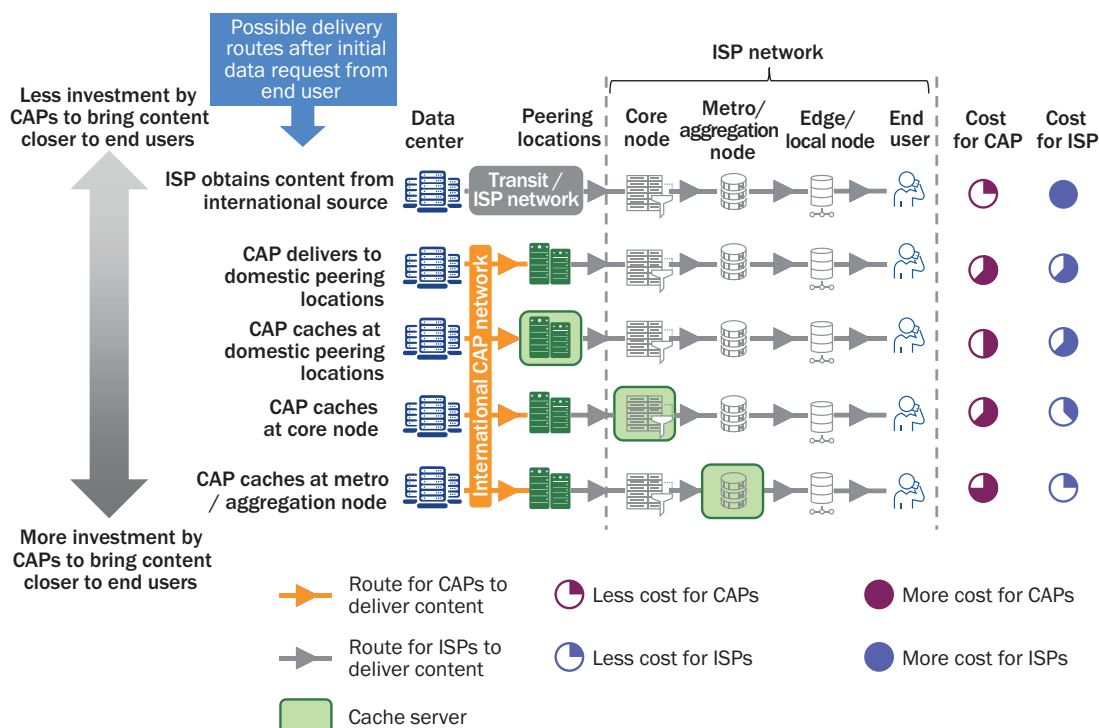 Possible delivery
routes after initial
data request from
end user
Less investment by
CAPs to bring content
closer to end users
ISP network
Data
center
Peering
locations
Core
node
Metro/
aggregation
node
Edge/
local node
End
user
Cost
for CAP
Cost
for ISP
ISP obtains content from
international source
Transit /
ISP network
CAP delivers to
domestic peering
locations
International CAP network
CAP caches at
domestic peering
locations
CAP caches
at core node
CAP caches at metro
/ aggregation node
More investment by
CAPs to bring content
closer to end users
Route for CAPs to
deliver content
Less cost for CAPs
More cost for CAPs
Route for ISPs to
deliver content
Less cost for ISPs
More cost for ISPs
Cache server